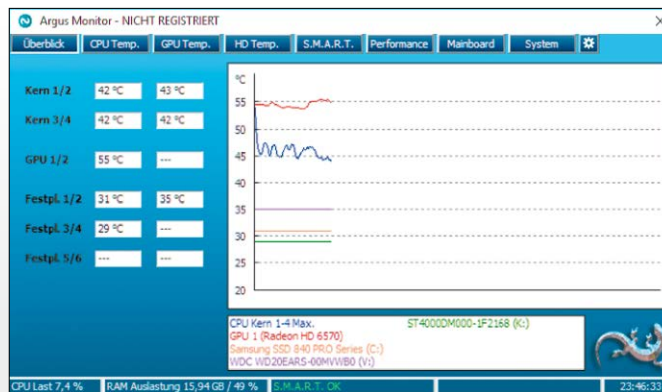 Argus Monitor - NICHT REGISTRIERT
Überblick CPU Temp. GPU Temp. HD Temp. S.M.A.R.T. Performance Mainboard System
Kern 1/2 42 °C 43 °C
Kern 3/4 42 °C 42 °C
GPU 1/2 55 °C ---
Festpl. 1/2 31 °C 35 °C
Festpl. 3/4 29 °C ---
Festpl. 5/6 --- ---
°C
55
50
45
40
35
30
25
20
CPU Kern 1-4 Max. ST4000DM000-1F2168 (K:)
GPU 1 (Radeon HD 6570)
Samsung SSD 840 PRO Series (C:)
WDC WD20EARS-00MVWB0 (V:)
CPU Last 7,4 % RAM Auslastung 15,94 GB / 49 % S.M.A.R.T. OK 23:46:33